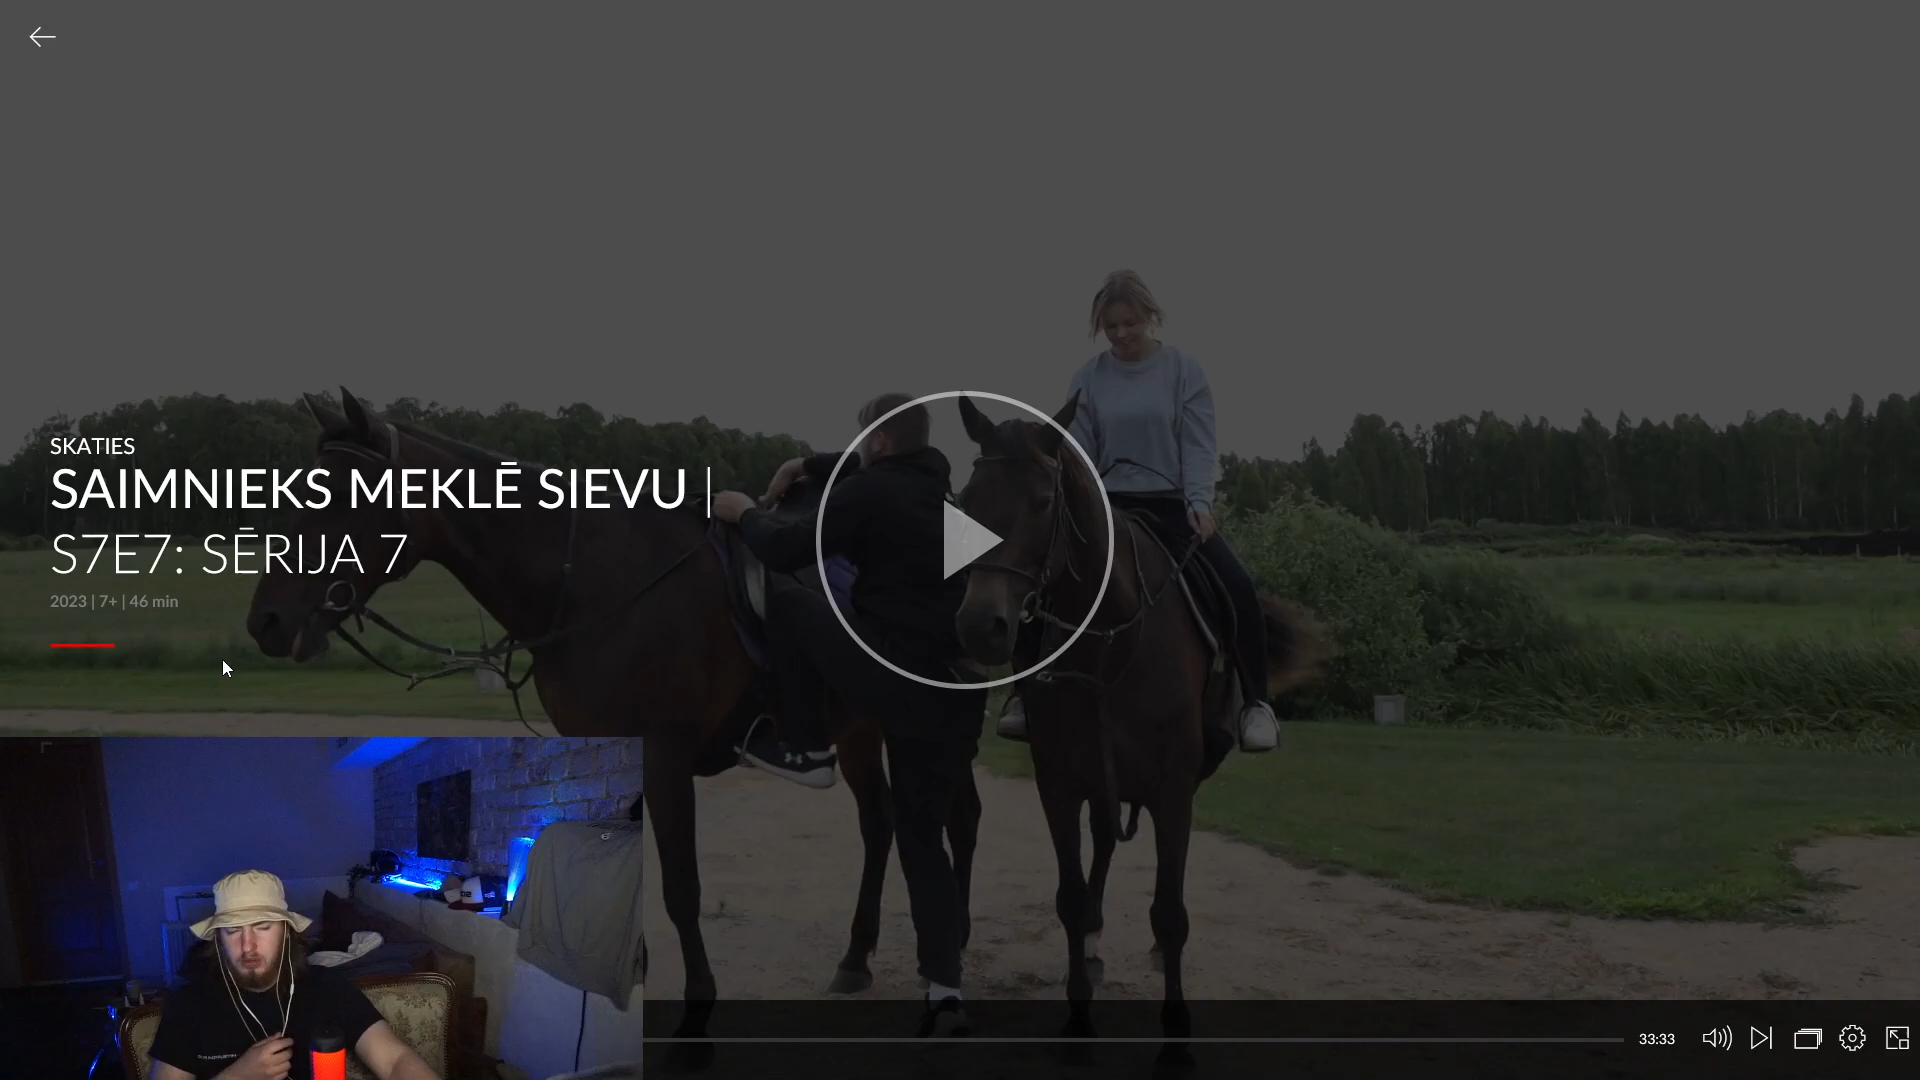 SKATIES
SAIMNIEKS MEKLĒ SIEVU |
S7E7: SĒRIJA 7
2023 | 7+ | 46 min
33:33